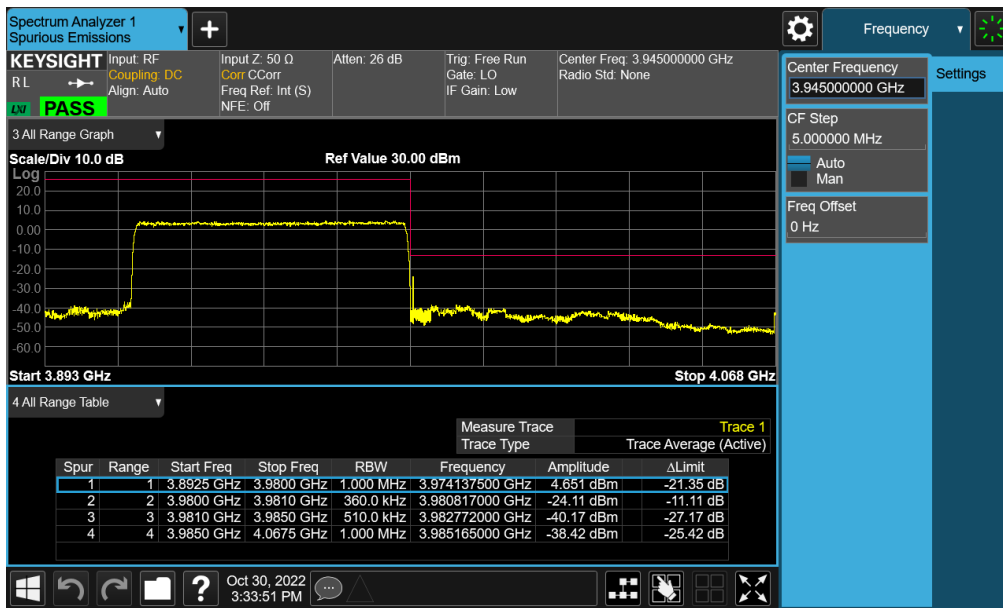 Spectrum Analyzer 1
Spurious Emissions
Frequency
KEYSIGHT Input: RF Input Z: 50 Ω Atten: 26 dB Trig: Free Run Center Freq: 3.945000000 GHz
R L Coupling: DC Corr CCorr Gate: LO Radio Std: None
Align: Auto Freq Ref: Int (S) IF Gain: Low
LXI PASS NFE: Off
Center Frequency
3.945000000 GHz
Settings
CF Step
5.000000 MHz
Auto
Man
Freq Offset
0 Hz
3 All Range Graph
Scale/Div 10.0 dB Ref Value 30.00 dBm
Log
20.0
10.0
0.00
-10.0
-20.0
-30.0
-40.0
-50.0
-60.0
Start 3.893 GHz Stop 4.068 GHz
4 All Range Table
Measure Trace Trace 1
Trace Type Trace Average (Active)
Spur Range Start Freq Stop Freq RBW Frequency Amplitude ΔLimit
1 1 3.8925 GHz 3.9800 GHz 1.000 MHz 3.974137500 GHz 4.651 dBm -21.35 dB
2 2 3.9800 GHz 3.9810 GHz 360.0 kHz 3.980817000 GHz -24.11 dBm -11.11 dB
3 3 3.9810 GHz 3.9850 GHz 510.0 kHz 3.982772000 GHz -40.17 dBm -27.17 dB
4 4 3.9850 GHz 4.0675 GHz 1.000 MHz 3.985165000 GHz -38.42 dBm -25.42 dB
Oct 30, 2022
3:33:51 PM